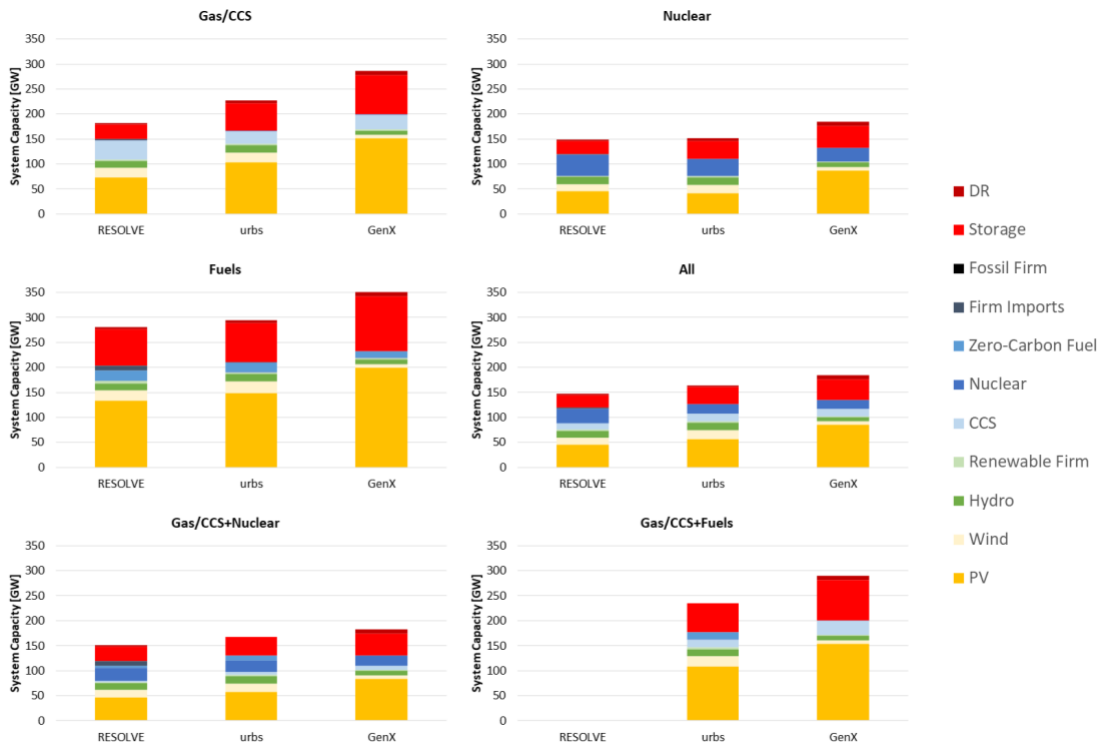 Gas/CCS
System Capacity [GW]
350
300
250
200
150
100
50
0
RESOLVE
urbs
GenX
Nuclear
System Capacity [GW]
350
300
250
200
150
100
50
0
RESOLVE
urbs
GenX
Fuels
System Capacity [GW]
350
300
250
200
150
100
50
0
RESOLVE
urbs
GenX
All
System Capacity [GW]
350
300
250
200
150
100
50
0
RESOLVE
urbs
GenX
Gas/CCS+Nuclear
System Capacity [GW]
350
300
250
200
150
100
50
0
RESOLVE
urbs
GenX
Gas/CCS+Fuels
System Capacity [GW]
350
300
250
200
150
100
50
0
RESOLVE
urbs
GenX
DR
Storage
Fossil Firm
Firm Imports
Zero-Carbon Fuel
Nuclear
CCS
Renewable Firm
Hydro
Wind
PV